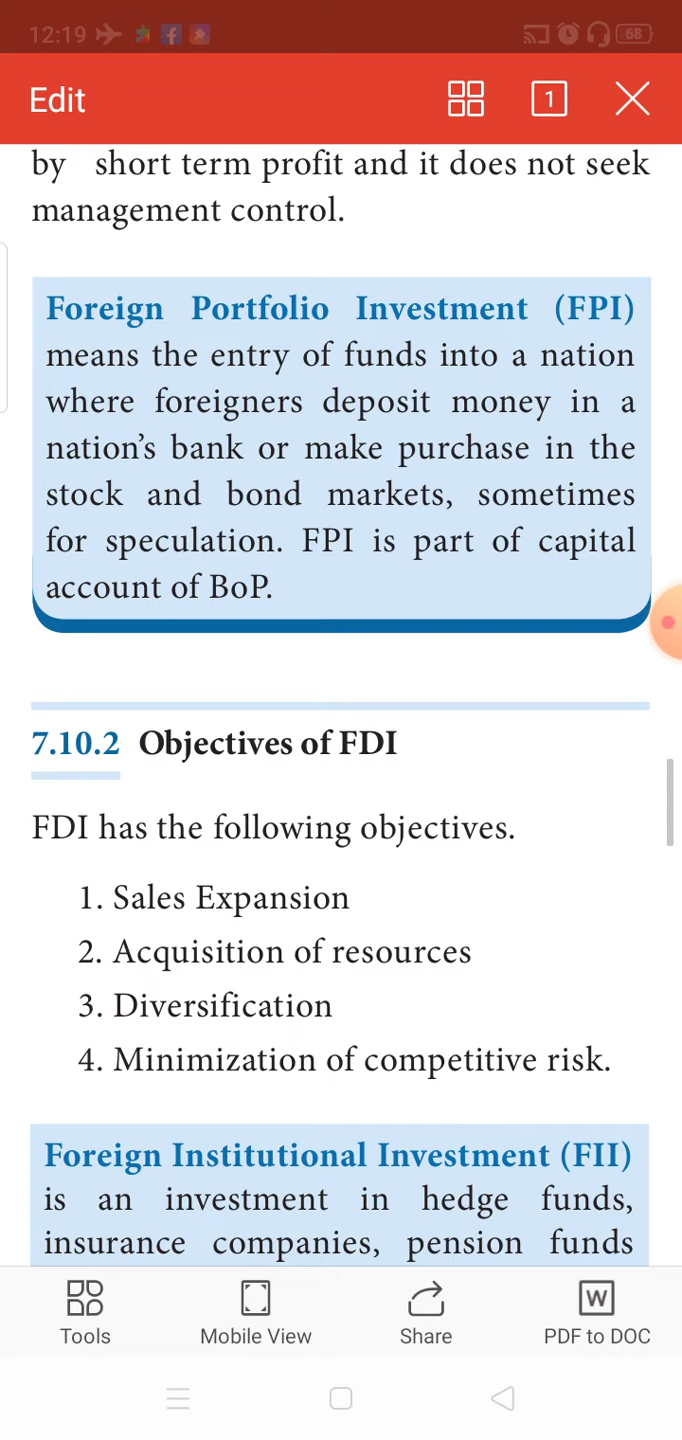 12:19
68
Edit
1
by short term profit and it does not seek
management control.
Foreign Portfolio Investment (FPI)
means the entry of funds into a nation
where foreigners deposit money in a
nation's bank or make purchase in the
stock and bond markets, sometimes
for speculation. FPI is part of capital
account of BoP.
7.10.2 Objectives of FDI
FDI has the following objectives.
1. Sales Expansion
2. Acquisition of resources
3. Diversification
4. Minimization of competitive risk.
Foreign Institutional Investment (FII)
is an investment in hedge funds,
insurance companies, pension funds
W
Tools
Mobile View
Share
PDF to DOC